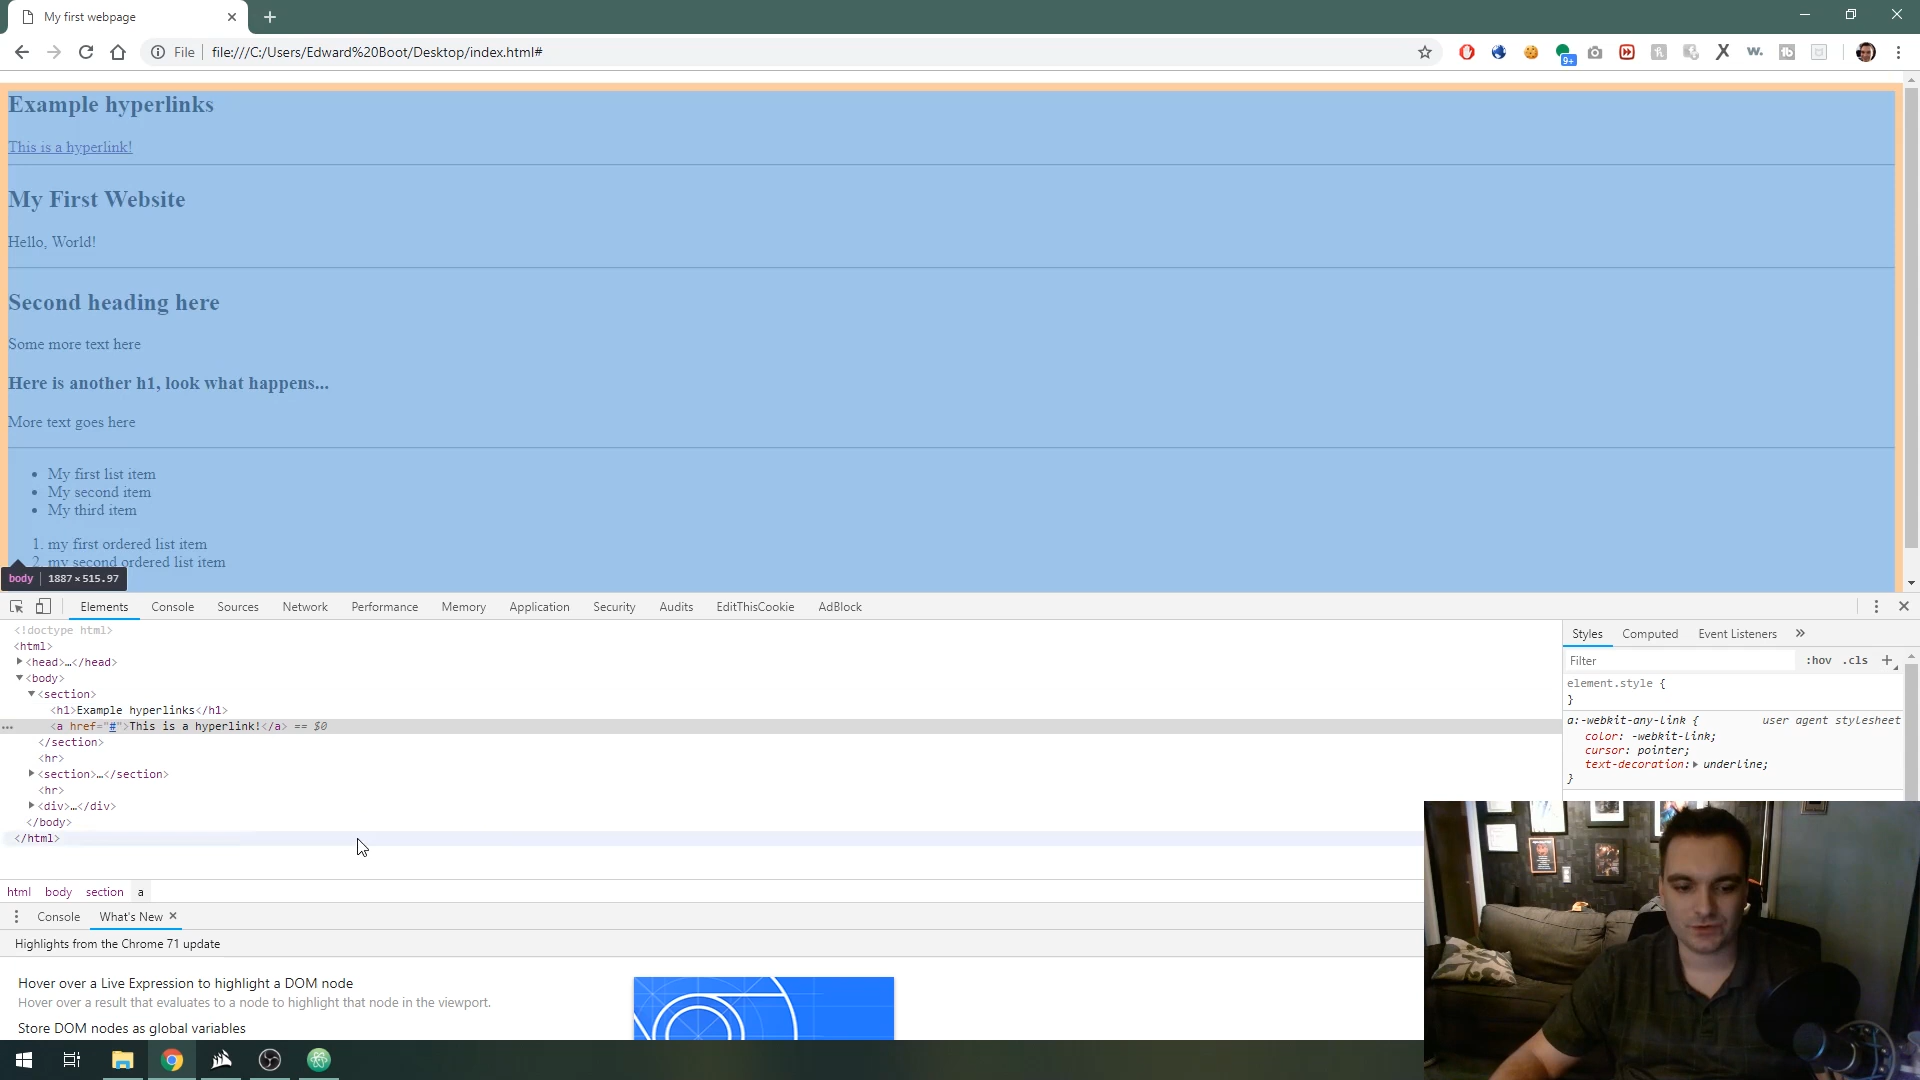 My first webpage
File
file:///C:/Users/Edward%20Boot/Desktop/index.html#
9+
Example hyperlinks
This is a hyperlink!
My First Website
Hello, World!
Second heading here
Some more text here
Here is another h1, look what happens...
More text goes here
• My first list item
• My second item
• My third item
1. my first ordered list item
2. my second ordered list item
body 1887 × 515.97
Elements Console Sources Network Performance Memory Application Security Audits EditThisCookie AdBlock
<!doctype html>
<html>
<head>…</head>
<body>
<section>
<h1>Example hyperlinks</h1>
<a href="#">This is a hyperlink!</a> == $0
</section>
<hr>
<section>…</section>
<hr>
<div>…</div>
</body>
</html>
html body section a
Styles Computed Event Listeners »
Filter :hov .cls +
element.style {
}
a:-webkit-any-link { user agent stylesheet
color: -webkit-link;
cursor: pointer;
text-decoration: underline;
}
Console What's New
Highlights from the Chrome 71 update
Hover over a Live Expression to highlight a DOM node
Hover over a result that evaluates to a node to highlight that node in the viewport.
Store DOM nodes as global variables